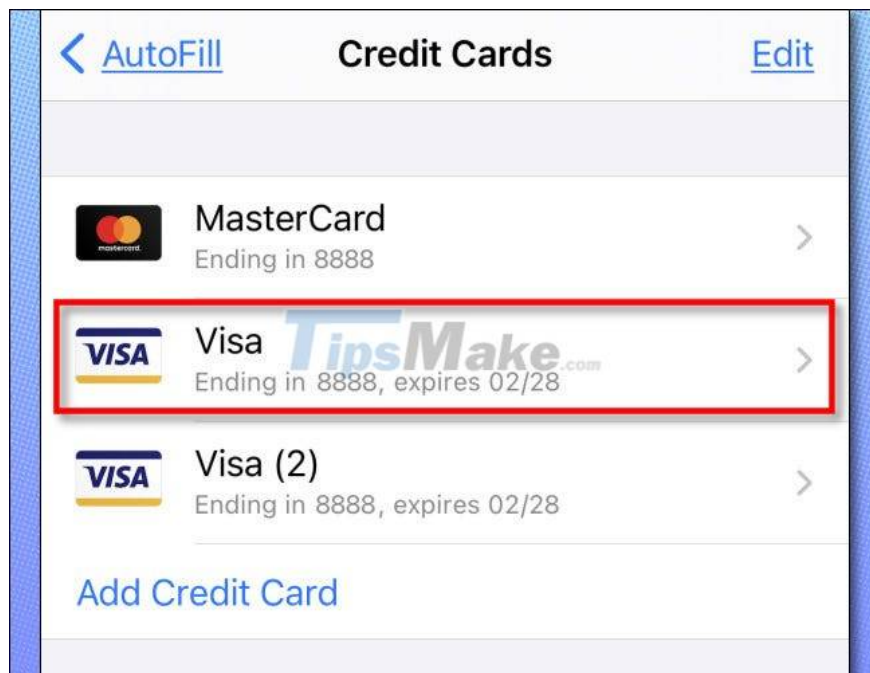 AutoFill Credit Cards Edit
mastercard.
MasterCard
Ending in 8888
VISA
Visa
TipsMake.com
Ending in 8888, expires 02/28
VISA
Visa (2)
Ending in 8888, expires 02/28
Add Credit Card